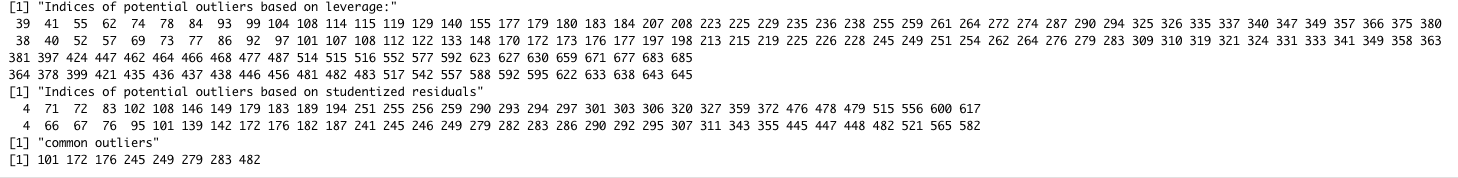 [1] "Indices of potential outliers based on leverage:"
39 41 55 62 74 78 84 93 99 104 108 114 115 119 129 140 155 177 179 180 183 184 207 208 223 225 229 235 236 238 255 259 261 264 272 274 287 290 294 325 326 335 337 340 347 349 357 366 375 380
38 40 52 57 69 73 77 86 92 97 101 107 108 112 122 133 148 170 172 173 176 177 197 198 213 215 219 225 226 228 245 249 251 254 262 264 276 279 283 309 310 319 321 324 331 333 341 349 358 363
381 397 424 447 462 464 466 468 477 487 514 515 516 552 577 592 623 627 630 659 671 677 683 685
364 378 399 421 435 436 437 438 446 456 481 482 483 517 542 557 588 592 595 622 633 638 643 645
[1] "Indices of potential outliers based on studentized residuals"
4 71 72 83 102 108 146 149 179 183 189 194 251 255 256 259 290 293 294 297 301 303 306 320 327 359 372 476 478 479 515 556 600 617
4 66 67 76 95 101 139 142 172 176 182 187 241 245 246 249 279 282 283 286 290 292 295 307 311 343 355 445 447 448 482 521 565 582
[1] "common outliers"
[1] 101 172 176 245 249 279 283 482